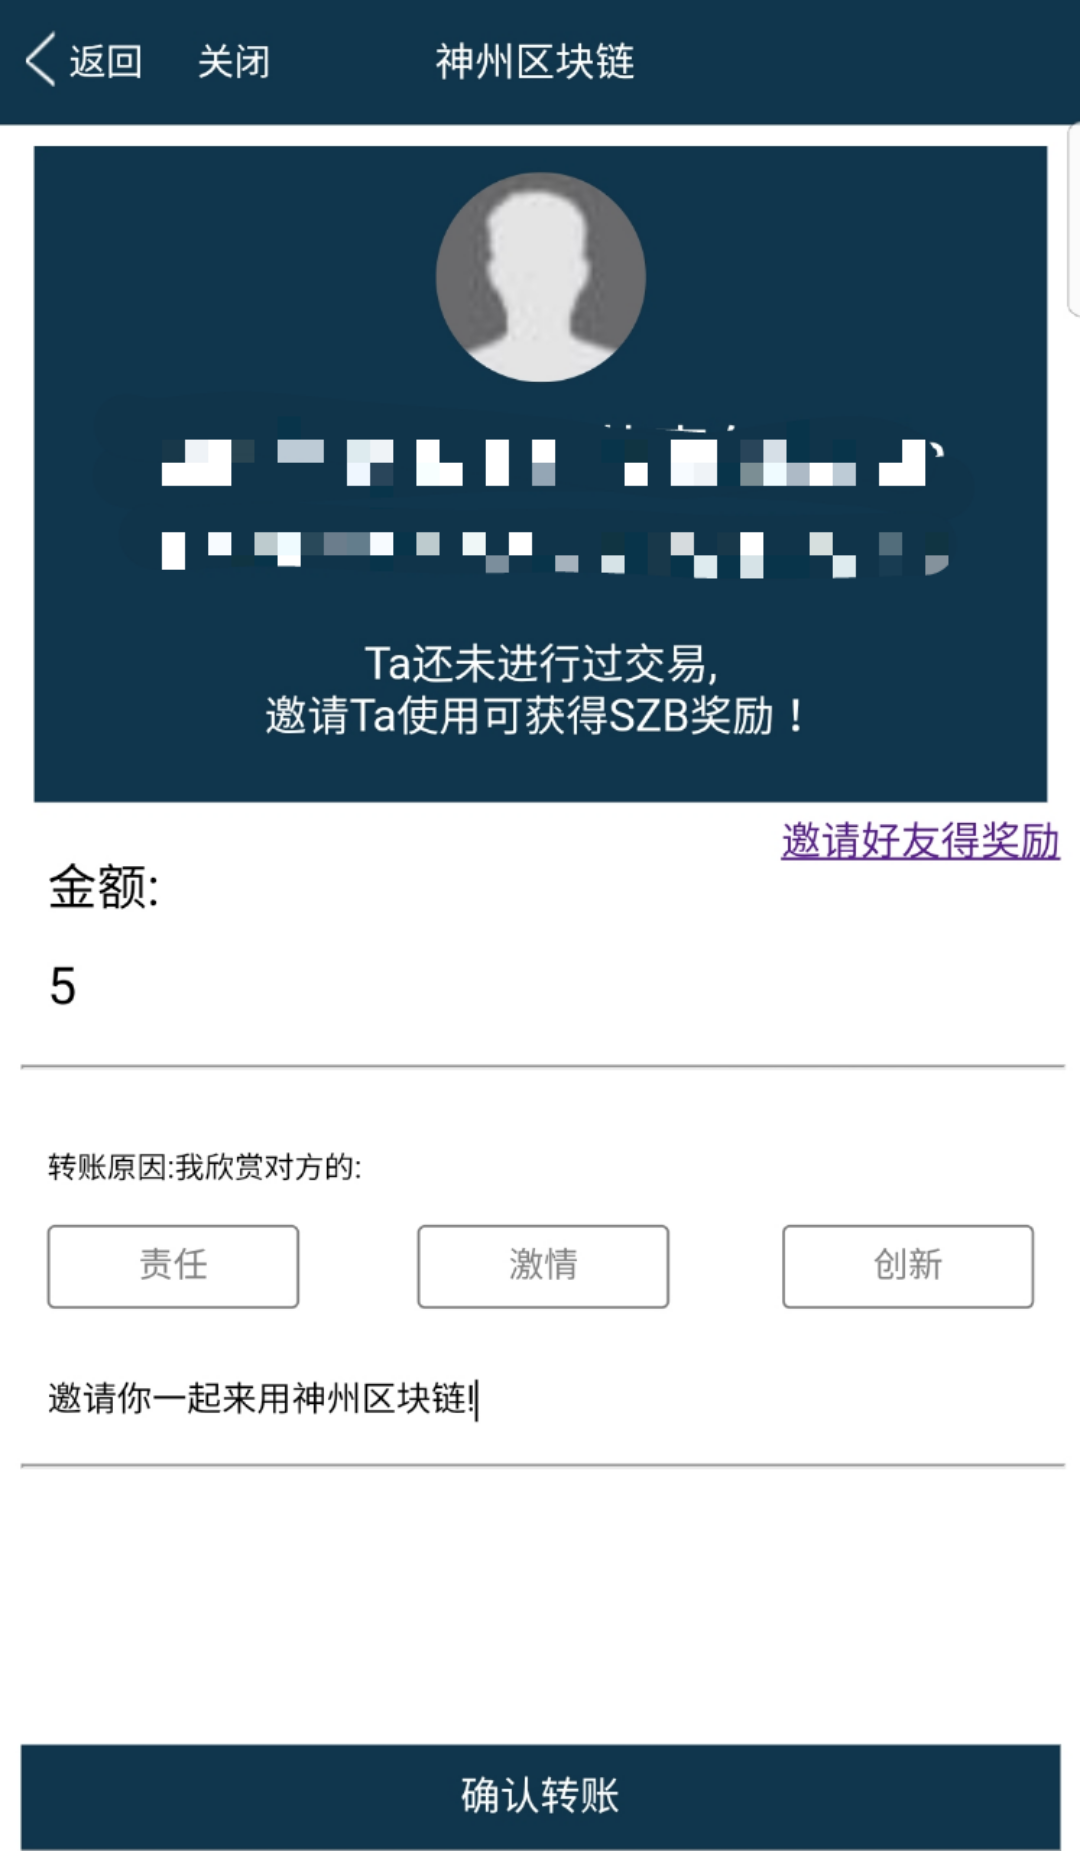 返回 关闭 神州区块链
Ta还未进行过交易,
邀请Ta使用可获得SZB奖励！
邀请好友得奖励
金额:
5
转账原因:我欣赏对方的:
责任 激情 创新
邀请你一起来用神州区块链!
确认转账